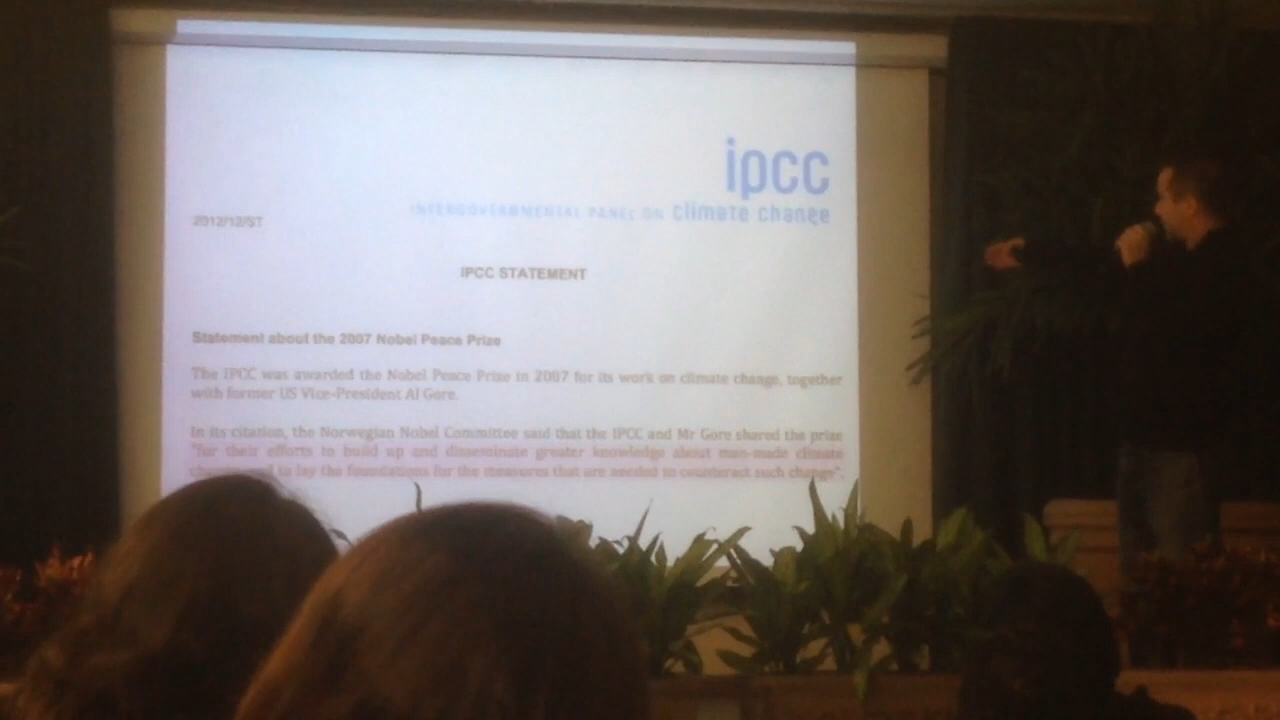 ipcc
INTERGOVERNMENTAL PANEL ON climate change
2012/12/ST
IPCC STATEMENT
Statement about the 2007 Nobel Peace Prize
The IPCC was awarded the Nobel Peace Prize in 2007 for its work on climate change, together
with former US Vice-President Al Gore.
In its citation, the Norwegian Nobel Committee said that the IPCC and Mr Gore shared the prize
"for their efforts to build up and disseminate greater knowledge about man-made climate
to lay the foundations for the measures that are needed to counteract such change".